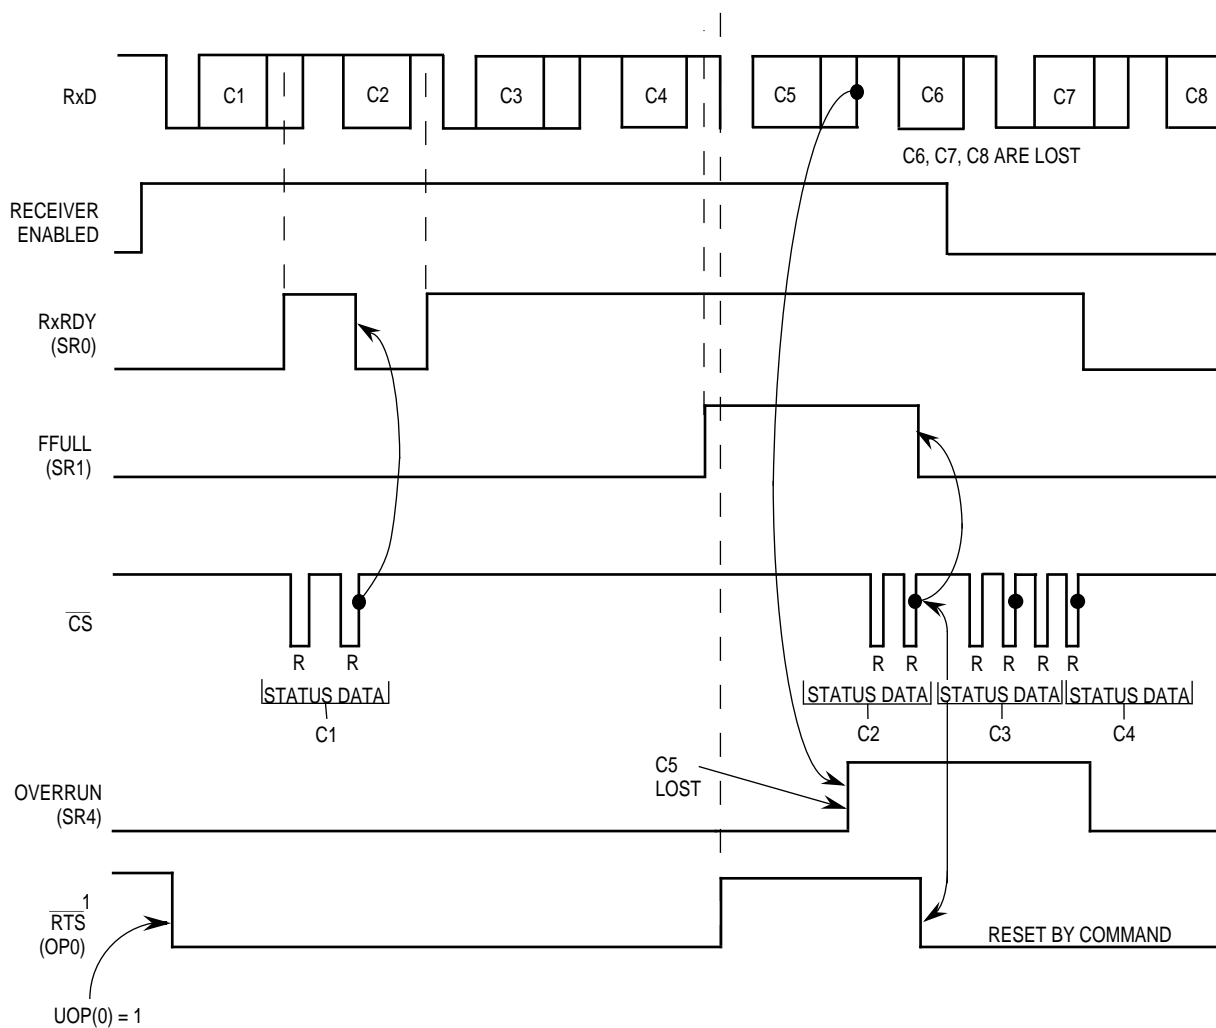 RxD
C1
C2
C3
C4
C5
C6
C7
C8
C6, C7, C8 ARE LOST
RECEIVER
ENABLED
RxRDY
(SR0)
FFULL
(SR1)
CS
R
R
R
R
R
R
R
R
STATUS DATA
STATUS DATA
STATUS DATA
STATUS DATA
C1
C2
C3
C4
C5
LOST
OVERRUN
(SR4)
RTS1
(OP0)
RESET BY COMMAND
UOP(0) = 1